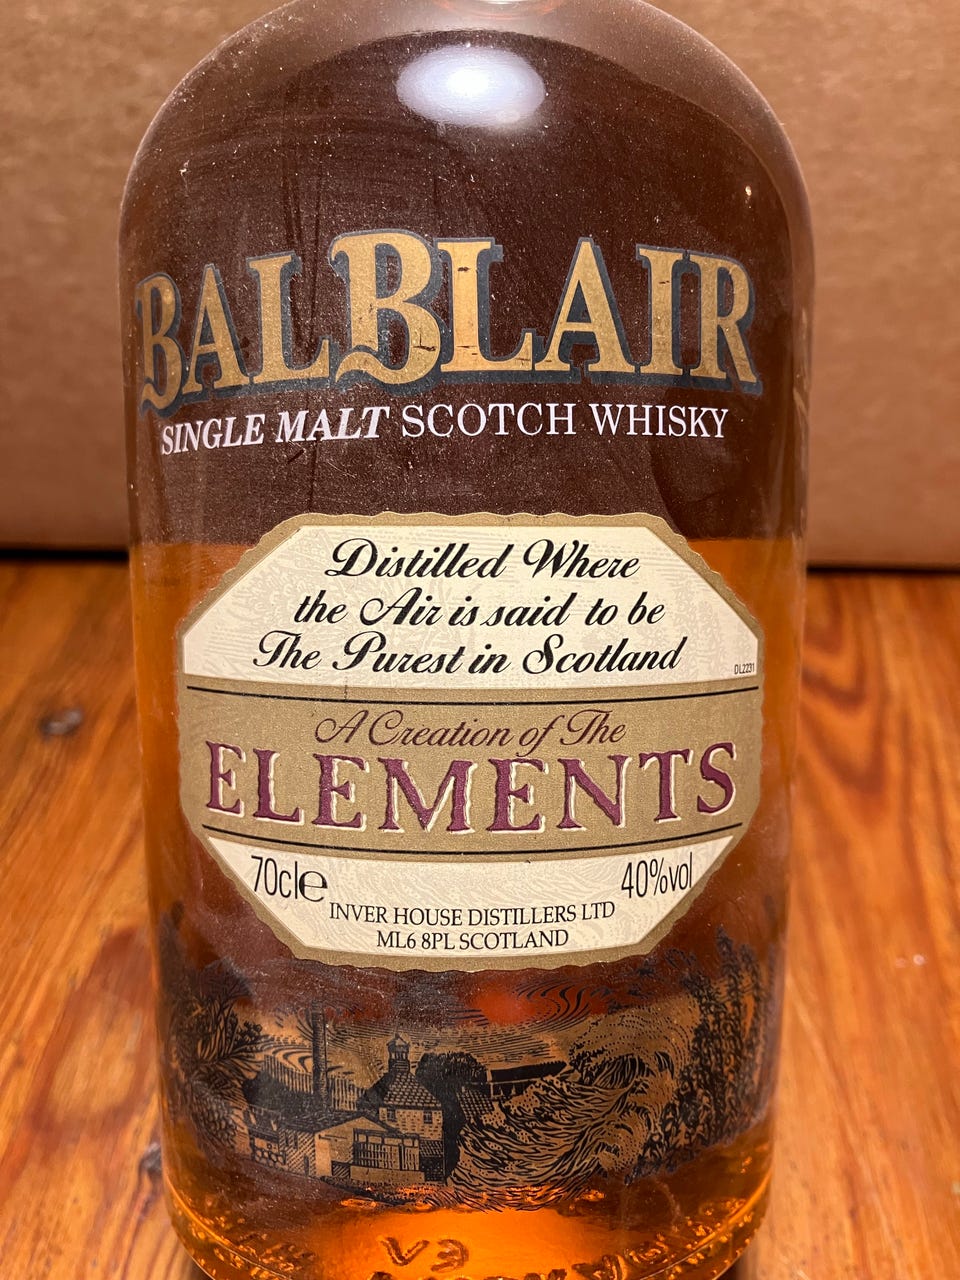 BALBLAIR
SINGLE MALT SCOTCH WHISKY
Distilled Where
the Air is said to be
The Purest in Scotland
DL2231
A Creation of The
ELEMENTS
70cl e
40%vol
INVER HOUSE DISTILLERS LTD
ML6 8PL SCOTLAND
V3